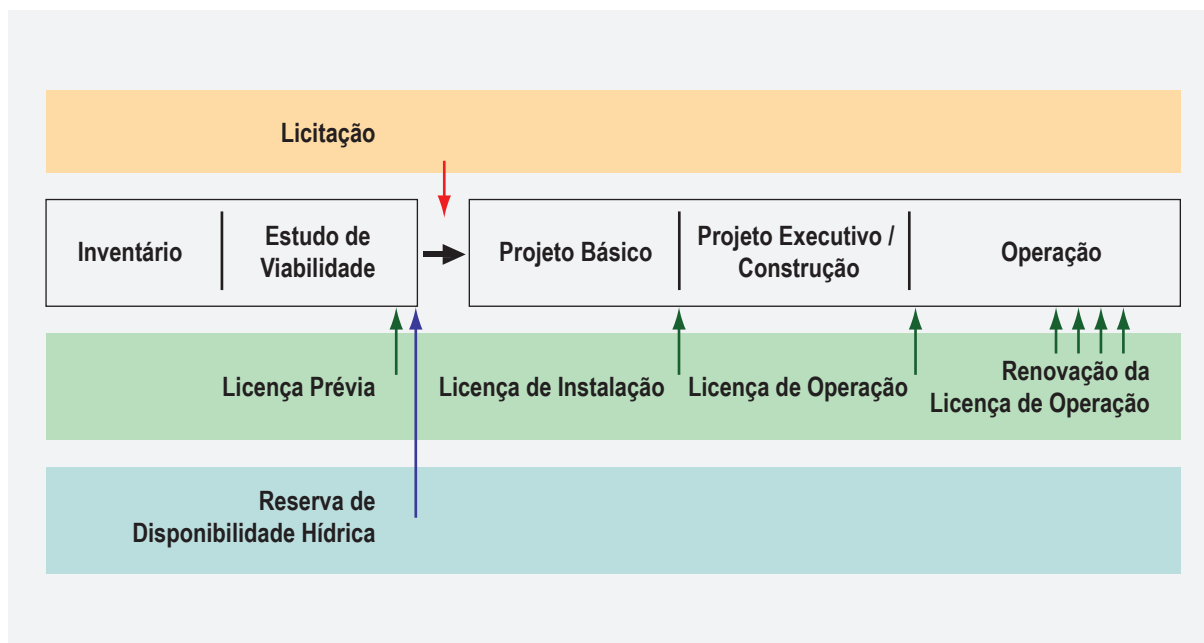 Licitação
Inventário
Estudo de
Viabilidade
Projeto Básico
Projeto Executivo /
Construção
Operação
Licença Prévia
Licença de Instalação
Licença de Operação
Renovação da
Licença de Operação
Reserva de
Disponibilidade Hídrica